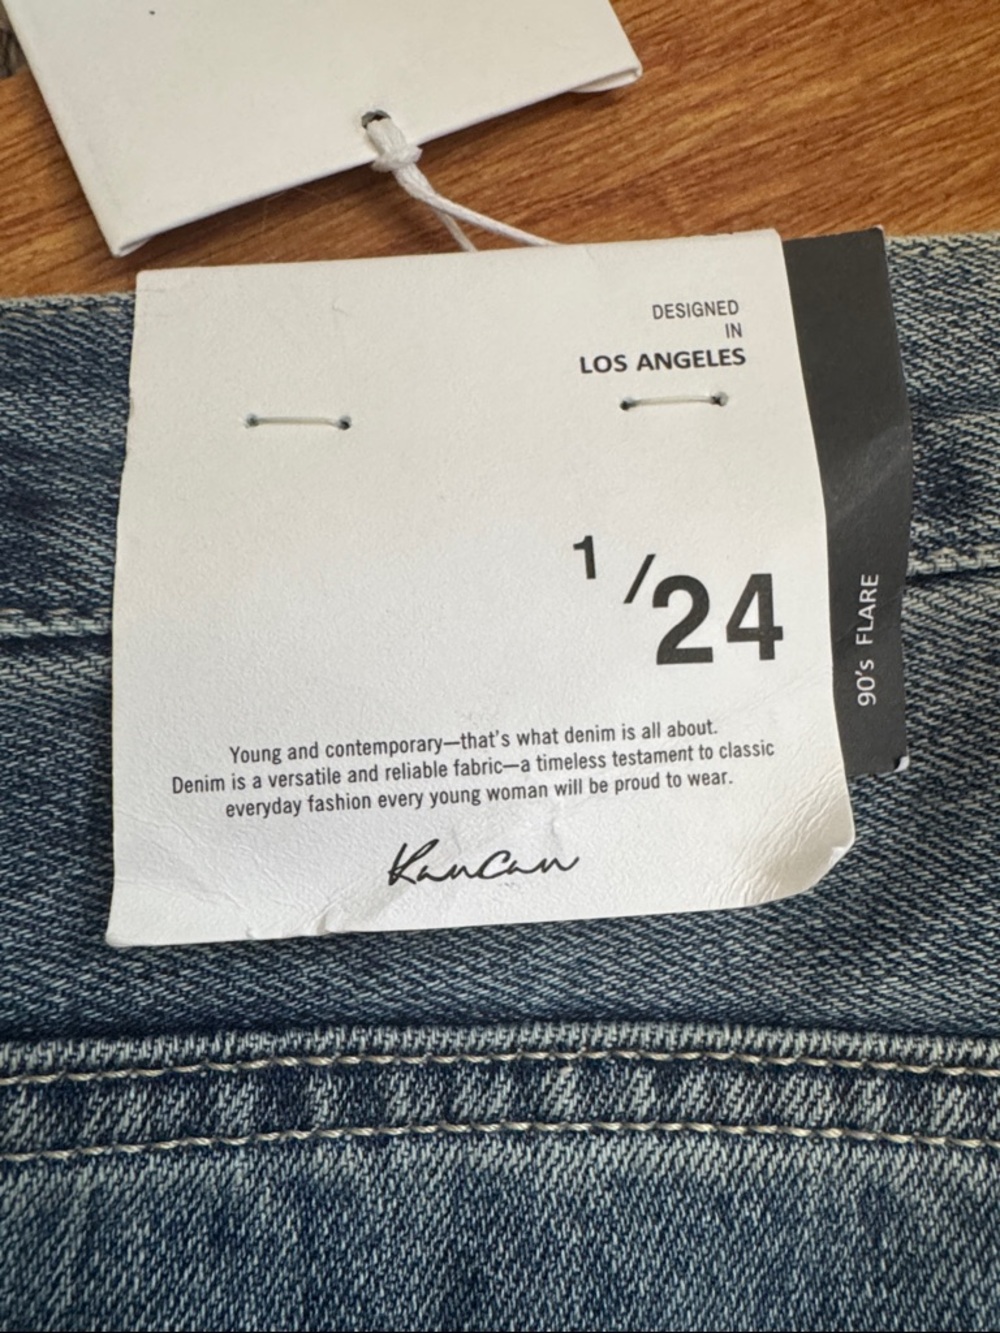 DESIGNED
IN
LOS ANGELES
1/24
90's FLARE
Young and contemporary—that's what denim is all about.
Denim is a versatile and reliable fabric—a timeless testament to classic
everyday fashion every young woman will be proud to wear.
KanCan